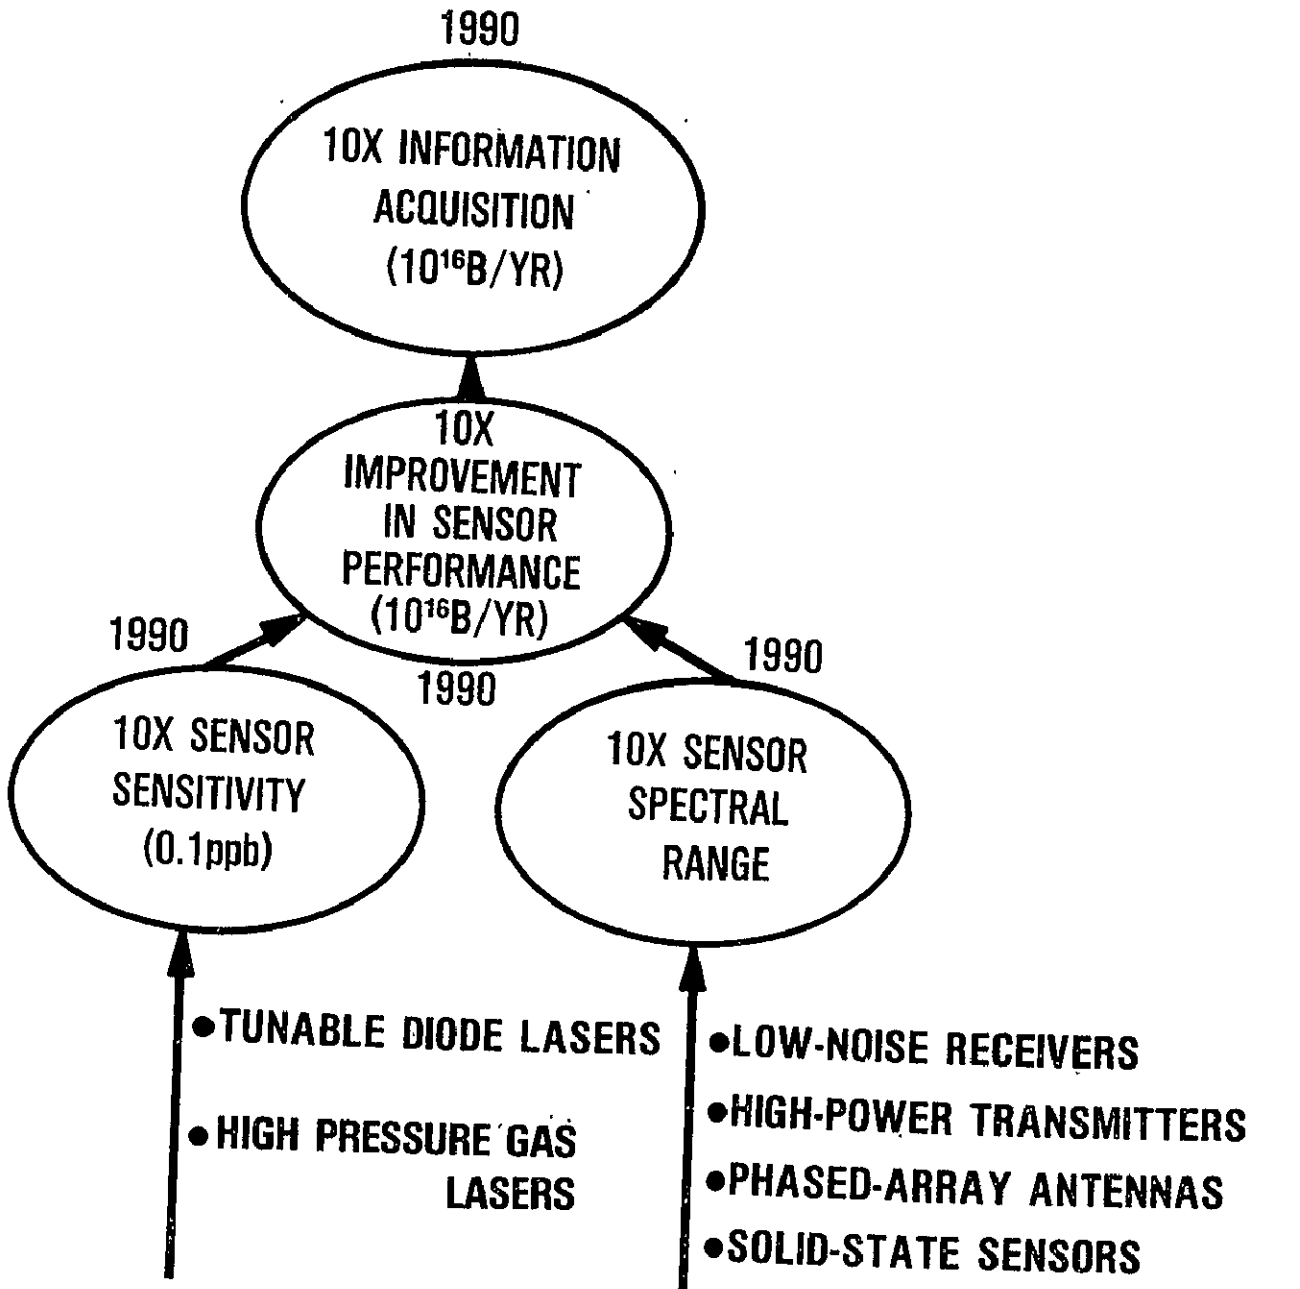 1990
10X INFORMATION
ACQUISITION
(10¹⁶B/YR)
10X
IMPROVEMENT
IN SENSOR
PERFORMANCE
(10¹⁶B/YR)
1990
1990
1990
10X SENSOR
SENSITIVITY
(0.1ppb)
10X SENSOR
SPECTRAL
RANGE
●TUNABLE DIODE LASERS
●HIGH PRESSURE GAS
LASERS
●LOW-NOISE RECEIVERS
●HIGH-POWER TRANSMITTERS
●PHASED-ARRAY ANTENNAS
●SOLID-STATE SENSORS